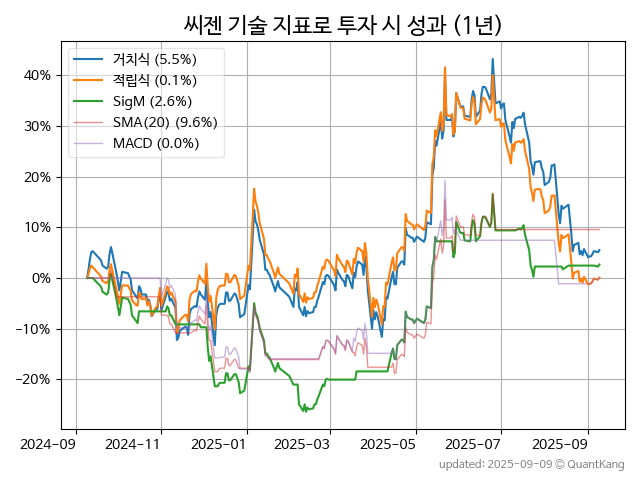 씨젠 기술 지표로 투자 시 성과 (1년)
거치식 (5.5%)
적립식 (0.1%)
SigM (2.6%)
SMA(20) (9.6%)
MACD (0.0%)
40%
30%
20%
10%
0%
−10%
−20%
2024-09 2024-11 2025-01 2025-03 2025-05 2025-07 2025-09
updated: 2025-09-09 ⓒ QuantKang